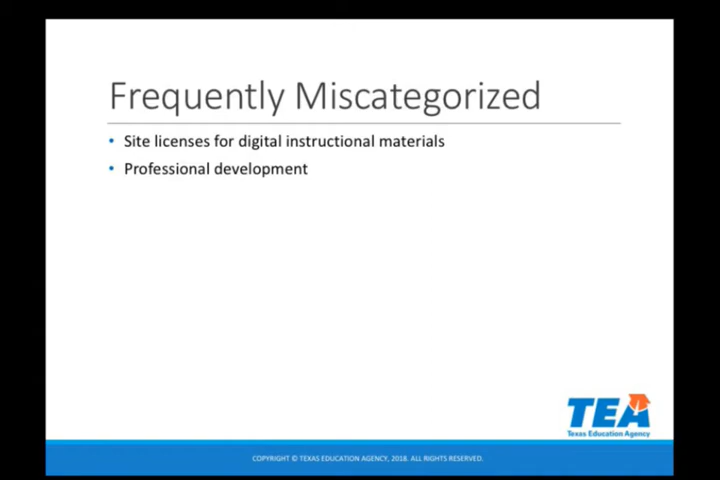 Frequently Miscategorized
• Site licenses for digital instructional materials
• Professional development
TEA
Texas Education Agency
COPYRIGHT © TEXAS EDUCATION AGENCY, 2018. ALL RIGHTS RESERVED.